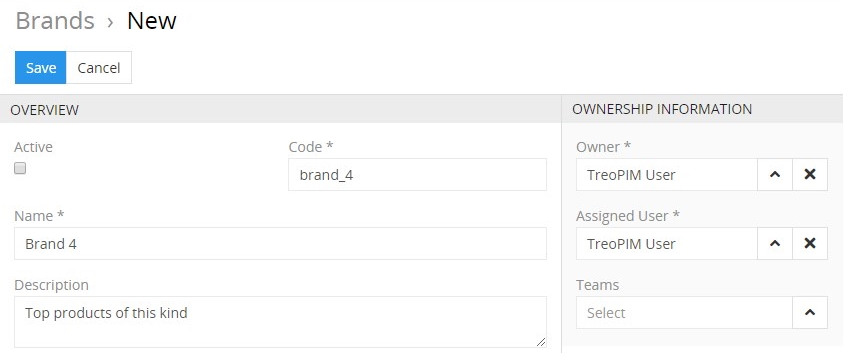 Brands › New
Save Cancel
OVERVIEW
Active
Code *
brand_4
Name *
Brand 4
Description
Top products of this kind
OWNERSHIP INFORMATION
Owner *
TreoPIM User
Assigned User *
TreoPIM User
Teams
Select